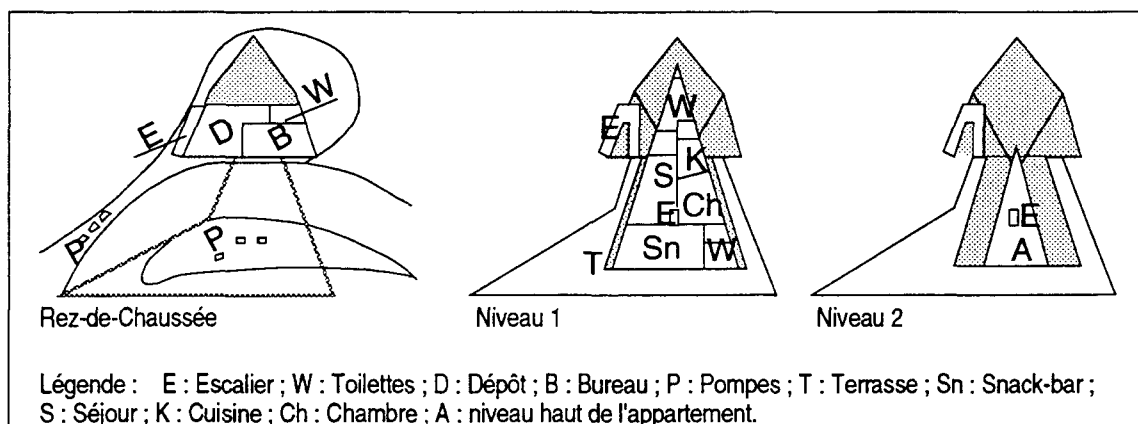 W
E
D
B
P
P
Rez-de-Chaussée
W
E
K
S
E
Ch
Sn
W
T
Niveau 1
E
A
Niveau 2
Légende : E : Escalier ; W : Toilettes ; D : Dépôt ; B : Bureau ; P : Pompes ; T : Terrasse ; Sn : Snack-bar ;
S : Séjour ; K : Cuisine ; Ch : Chambre ; A : niveau haut de l'appartement.